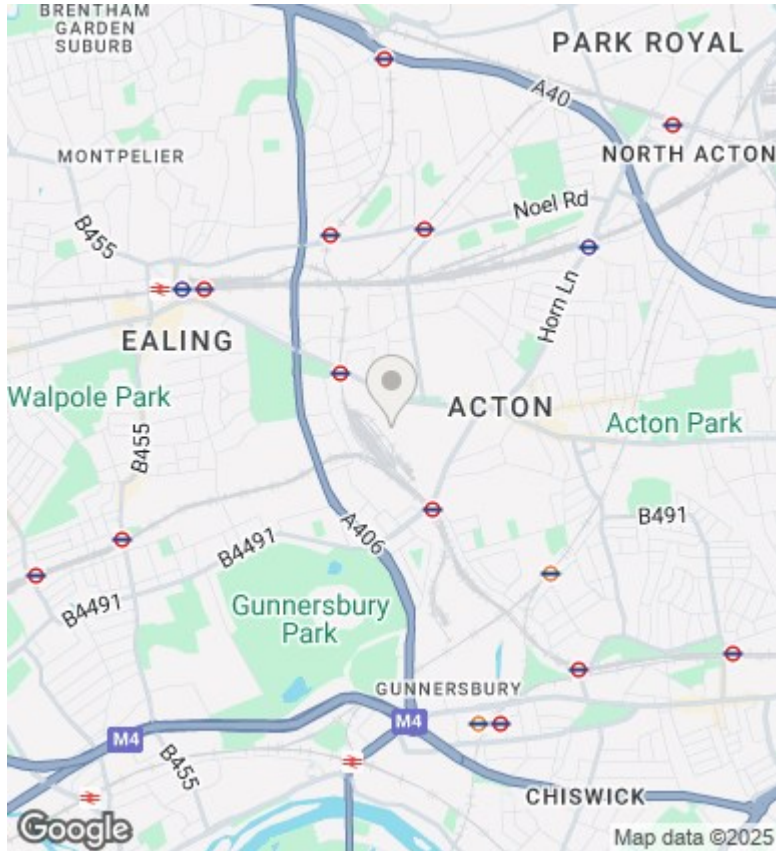 BRENTHAM
GARDEN
SUBURB
PARK ROYAL
A40
MONTPELIER
NORTH ACTON
Noel Rd
B455
Horn Ln
EALING
Walpole Park
ACTON
Acton Park
B455
B491
A406
B4491
B4491
Gunnersbury
Park
GUNNERSBURY
M4
M4
B455
CHISWICK
Google
Map data ©2025